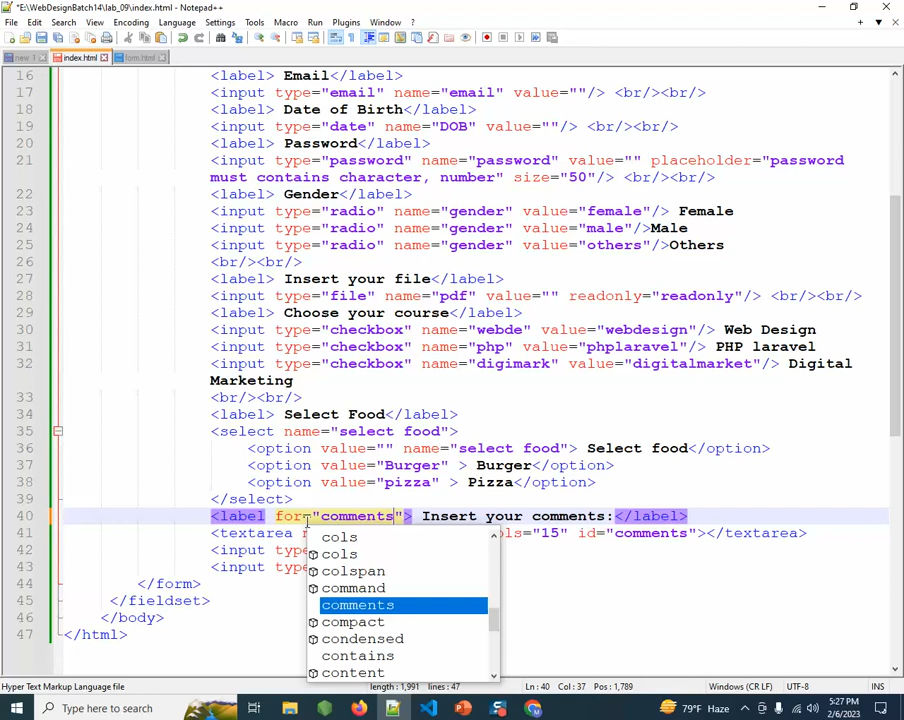 *E:\WebDesignBatch14\lab_09\index.html - Notepad++
File Edit Search View Encoding Language Settings Tools Macro Run Plugins Window ?
new 1 index.html form.html
16 <label> Email</label>
17 <input type="email" name="email" value=""/> <br/><br/>
18 <label> Date of Birth</label>
19 <input type="date" name="DOB" value=""/> <br/><br/>
20 <label> Password</label>
21 <input type="password" name="password" value="" placeholder="password
must contains character, number" size="50"/> <br/><br/>
22 <label> Gender</label>
23 <input type="radio" name="gender" value="female"/> Female
24 <input type="radio" name="gender" value="male"/>Male
25 <input type="radio" name="gender" value="others"/>Others
26 <br/><br/>
27 <label> Insert your file</label>
28 <input type="file" name="pdf" value="" readonly="readonly"/> <br/><br/>
29 <label> Choose your course</label>
30 <input type="checkbox" name="webde" value="webdesign"/> Web Design
31 <input type="checkbox" name="php" value="phplaravel"/> PHP laravel
32 <input type="checkbox" name="digimark" value="digitalmarket"/> Digital
Marketing
33 <br/><br/>
34 <label> Select Food</label>
35 <select name="select food">
36 <option value="" name="select food"> Select food</option>
37 <option value="Burger" > Burger</option>
38 <option value="pizza" > Pizza</option>
39 </select>
40 <label for="comments"> Insert your comments:</label>
41 <textarea cols="15" id="comments"></textarea>
42 <input
43 <input
44 </form>
45 </fieldset>
46 </body>
47 </html>
cols
cols
colspan
command
comments
compact
condensed
contains
content
Hyper Text Markup Language file length : 1,991 lines : 47 Ln : 40 Col : 37 Pos : 1,789 Windows (CR LF) UTF-8 INS
Type here to search 79°F Haze 5:27 PM
2/6/2023